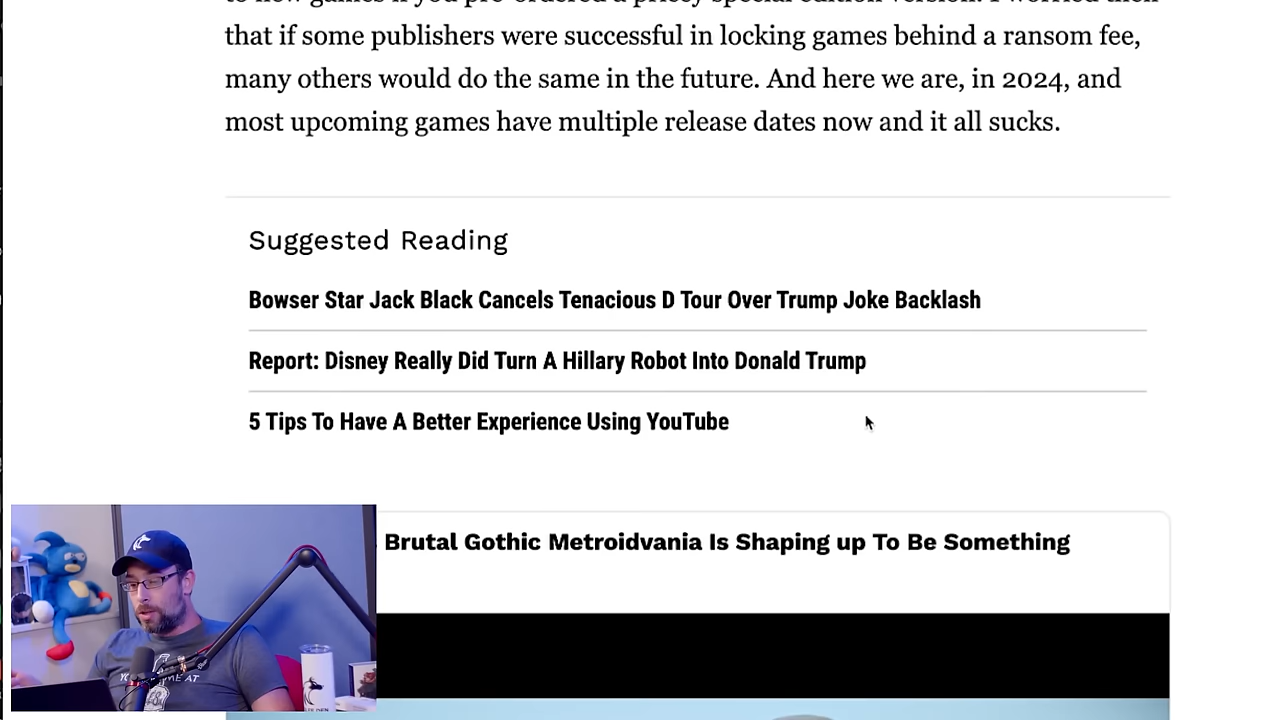 that if some publishers were successful in locking games behind a ransom fee,
many others would do the same in the future. And here we are, in 2024, and
most upcoming games have multiple release dates now and it all sucks.
Suggested Reading
Bowser Star Jack Black Cancels Tenacious D Tour Over Trump Joke Backlash
Report: Disney Really Did Turn A Hillary Robot Into Donald Trump
5 Tips To Have A Better Experience Using YouTube
Brutal Gothic Metroidvania Is Shaping up To Be Something